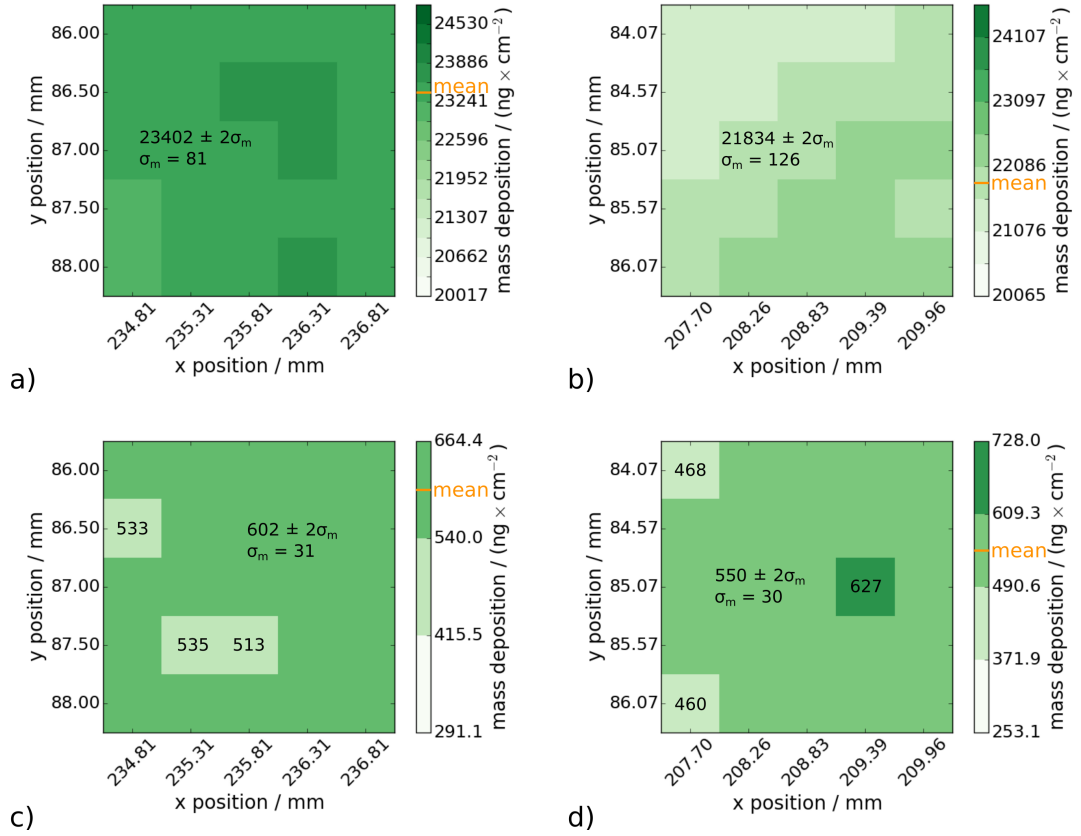 86.00
86.50
87.00
87.50
88.00
y position / mm
23402 ± 2σm
σm = 81
234.81
235.31
235.81
236.31
236.81
x position / mm
24530
23886
mean
23241
22596
21952
21307
20662
20017
mass deposition / (ng × cm−2)
a)
84.07
84.57
85.07
85.57
86.07
y position / mm
21834 ± 2σm
σm = 126
207.70
208.26
208.83
209.39
209.96
x position / mm
24107
23097
22086
mean
21076
20065
mass deposition / (ng × cm−2)
b)
86.00
86.50
87.00
87.50
88.00
y position / mm
533
602 ± 2σm
σm = 31
535 513
234.81
235.31
235.81
236.31
236.81
x position / mm
664.4
mean
540.0
415.5
291.1
mass deposition / (ng × cm−2)
c)
84.07
84.57
85.07
85.57
86.07
y position / mm
468
550 ± 2σm
σm = 30
627
460
207.70
208.26
208.83
209.39
209.96
x position / mm
728.0
609.3
mean
490.6
371.9
253.1
mass deposition / (ng × cm−2)
d)